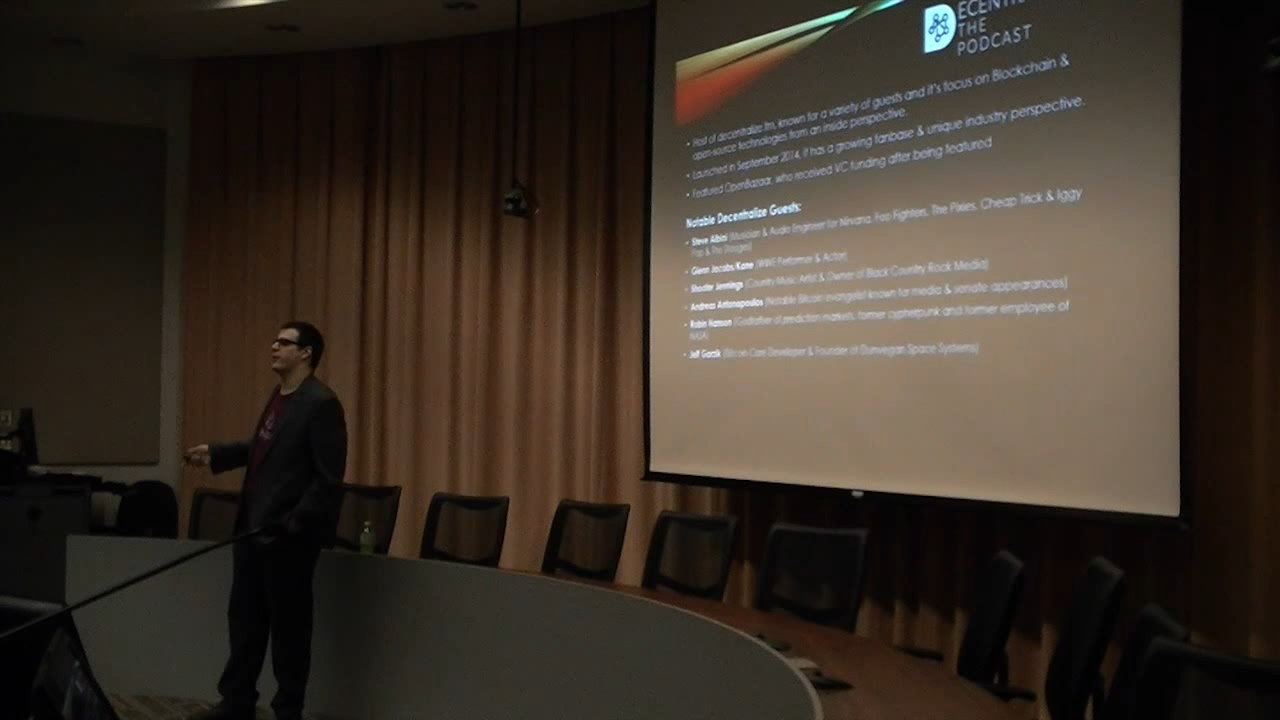 DECENTR
THE
PODCAST
• Host of decentralize.fm, known for a variety of guests and it's focus on Blockchain &
open-source technologies from an inside perspective.
• Launched in September 2014, it has a growing fanbase & unique industry perspective.
• Featured OpenBazaar, who received VC funding after being featured
Notable Decentralize Guests:
• Steve Albini (Musician & Audio Engineer for Nirvana, Foo Fighters, The Pixies, Cheap Trick & Iggy
Pop & The Stooges)
• Glenn Jacobs/Kane (WWE Performer & Actor)
• Shooter Jennings (Country Music Artist & Owner of Black Country Rock Media)
• Andreas Antonopoulos (Notable Bitcoin evangelist known for media & senate appearances)
• Robin Hanson (Godfather of prediction markets, former cypherpunk and former employee of
NASA)
• Jeff Garzik (Bitcoin Core Developer & Founder of Dunvegan Space Systems)